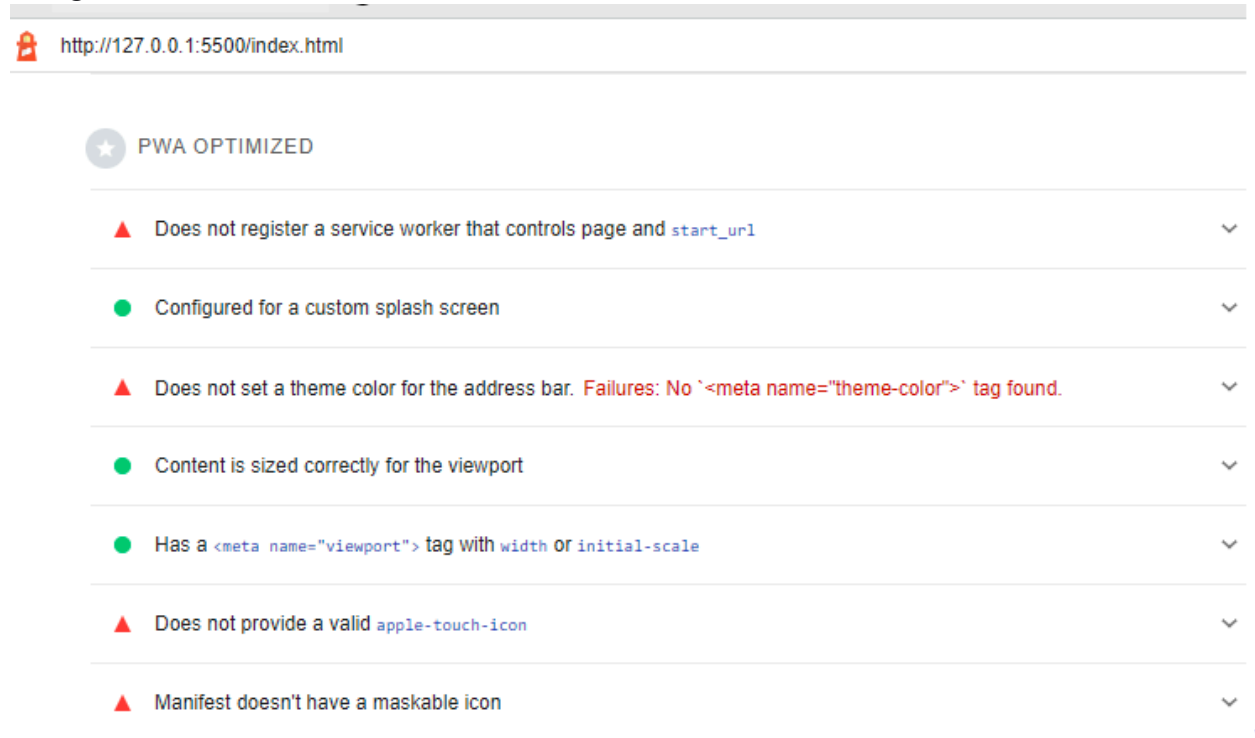 http://127.0.0.1:5500/index.html
PWA OPTIMIZED
Does not register a service worker that controls page and start_url
Configured for a custom splash screen
Does not set a theme color for the address bar. Failures: No `<meta name="theme-color">` tag found.
Content is sized correctly for the viewport
Has a <meta name="viewport"> tag with width or initial-scale
Does not provide a valid apple-touch-icon
Manifest doesn't have a maskable icon